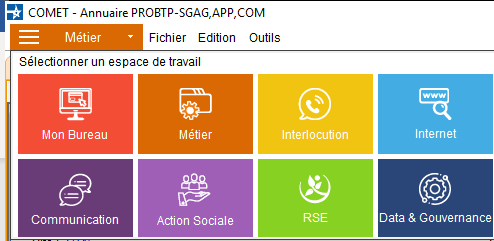 COMET - Annuaire PROBTP-SGAG,APP,COM
Métier Fichier Edition Outils
Sélectionner un espace de travail
Mon Bureau Métier Interlocution Internet
Communication Action Sociale RSE Data & Gouvernance